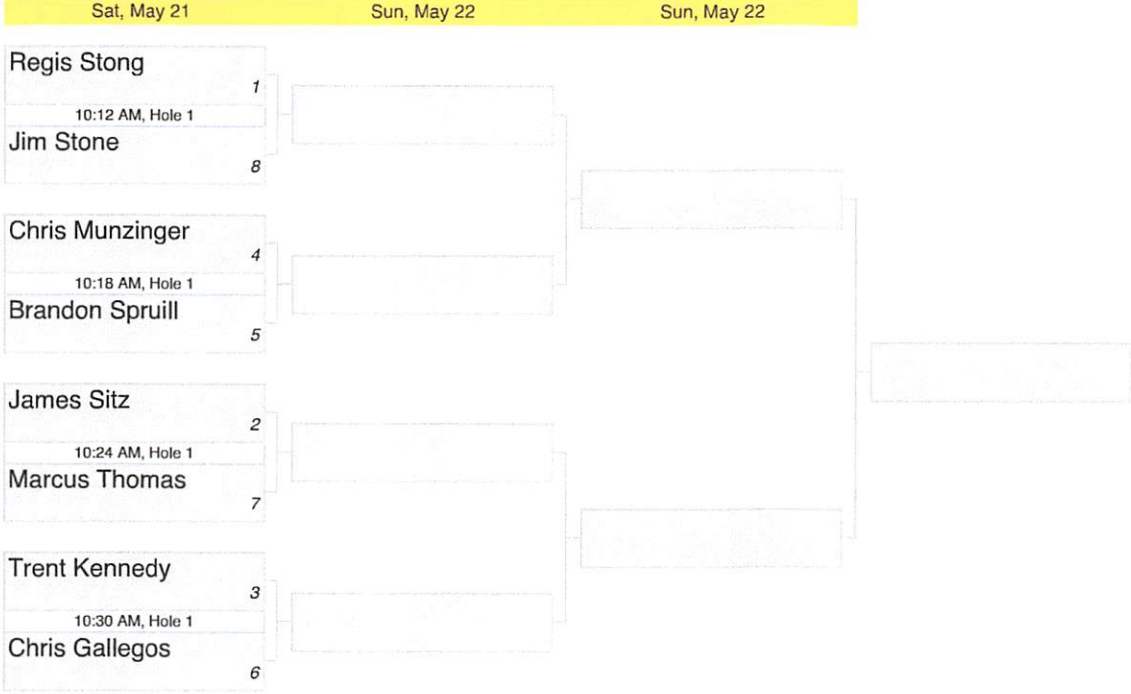 Sat, May 21
Sun, May 22
Sun, May 22
Regis Stong
1
10:12 AM, Hole 1
Jim Stone
8
Chris Munzinger
4
10:18 AM, Hole 1
Brandon Spruill
5
James Sitz
2
10:24 AM, Hole 1
Marcus Thomas
7
Trent Kennedy
3
10:30 AM, Hole 1
Chris Gallegos
6